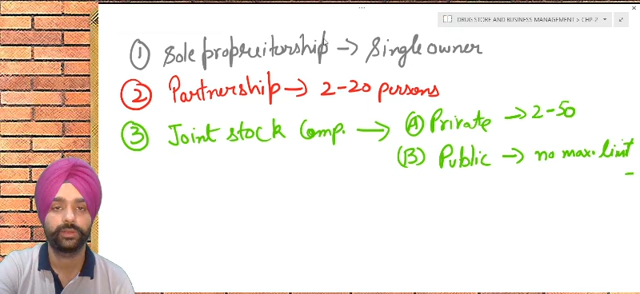 DRUG STORE AND BUSINESS MANAGEMENT > CHP-2
① Sole propruitorship → Single owner
② Partnership → 2-20 persons
③ Joint stock Comp. → (A) Private → 2-50
(B) Public → no max. limit